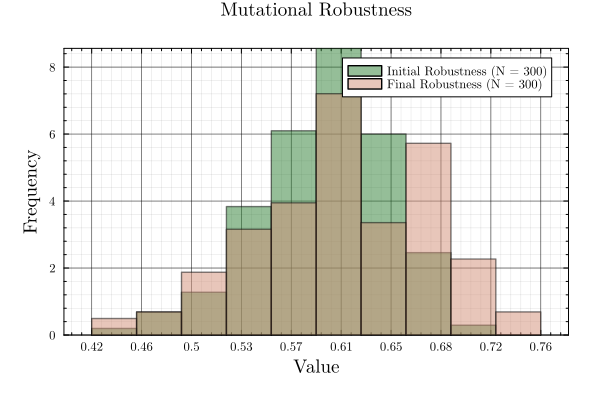 Mutational Robustness
Initial Robustness (N = 300)
Final Robustness (N = 300)
Frequency
8
6
4
2
0
0.42 0.46 0.5 0.53 0.57 0.61 0.65 0.68 0.72 0.76
Value